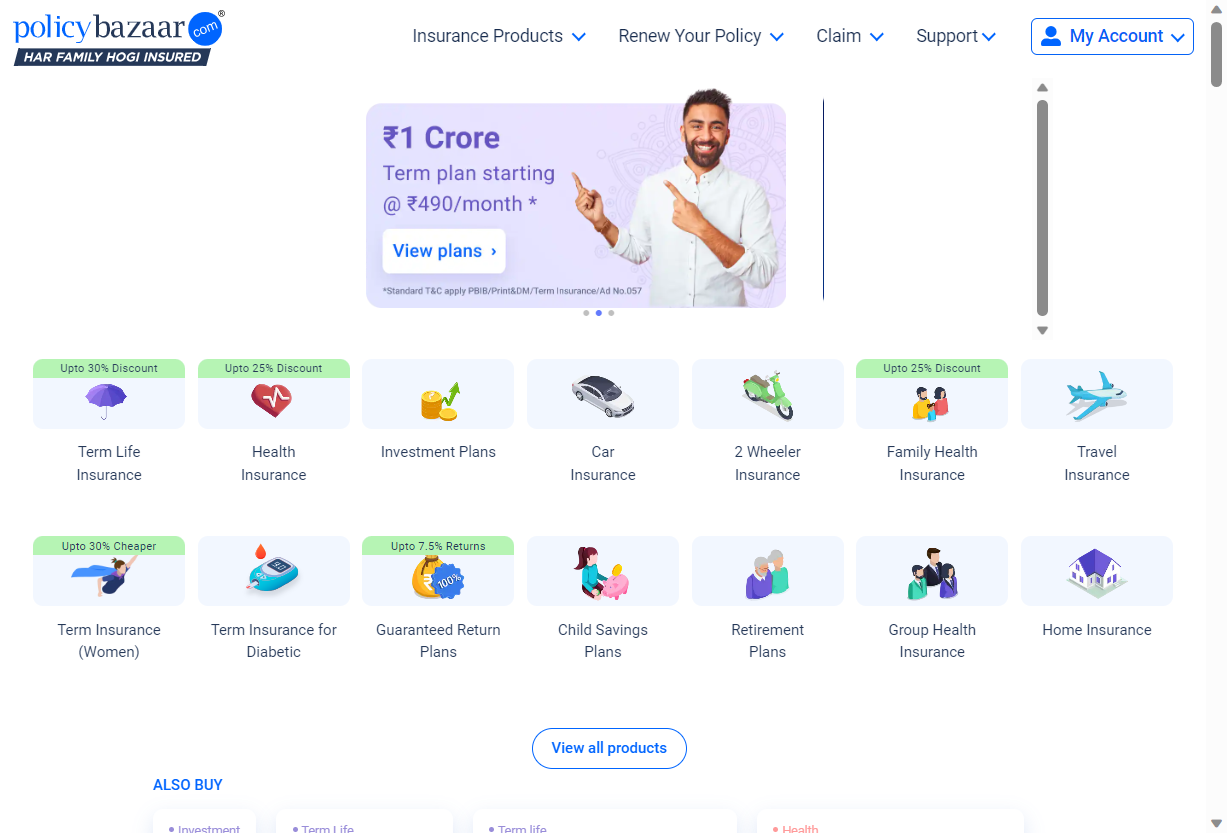 policybazaar.com®
HAR FAMILY HOGI INSURED
Insurance Products
Renew Your Policy
Claim
Support
My Account
₹1 Crore
Term plan starting
@ ₹490/month *
View plans ›
*Standard T&C apply PBIB/Print&DM/Term Insurance/Ad No.057
Upto 30% Discount
Upto 25% Discount
Upto 25% Discount
Term Life
Insurance
Health
Insurance
Investment Plans
Car
Insurance
2 Wheeler
Insurance
Family Health
Insurance
Travel
Insurance
Upto 30% Cheaper
Upto 7.5% Returns
₹
100%
Term Insurance
(Women)
Term Insurance for
Diabetic
Guaranteed Return
Plans
Child Savings
Plans
Retirement
Plans
Group Health
Insurance
Home Insurance
View all products
ALSO BUY
Investment
Term Life
Term life
Health